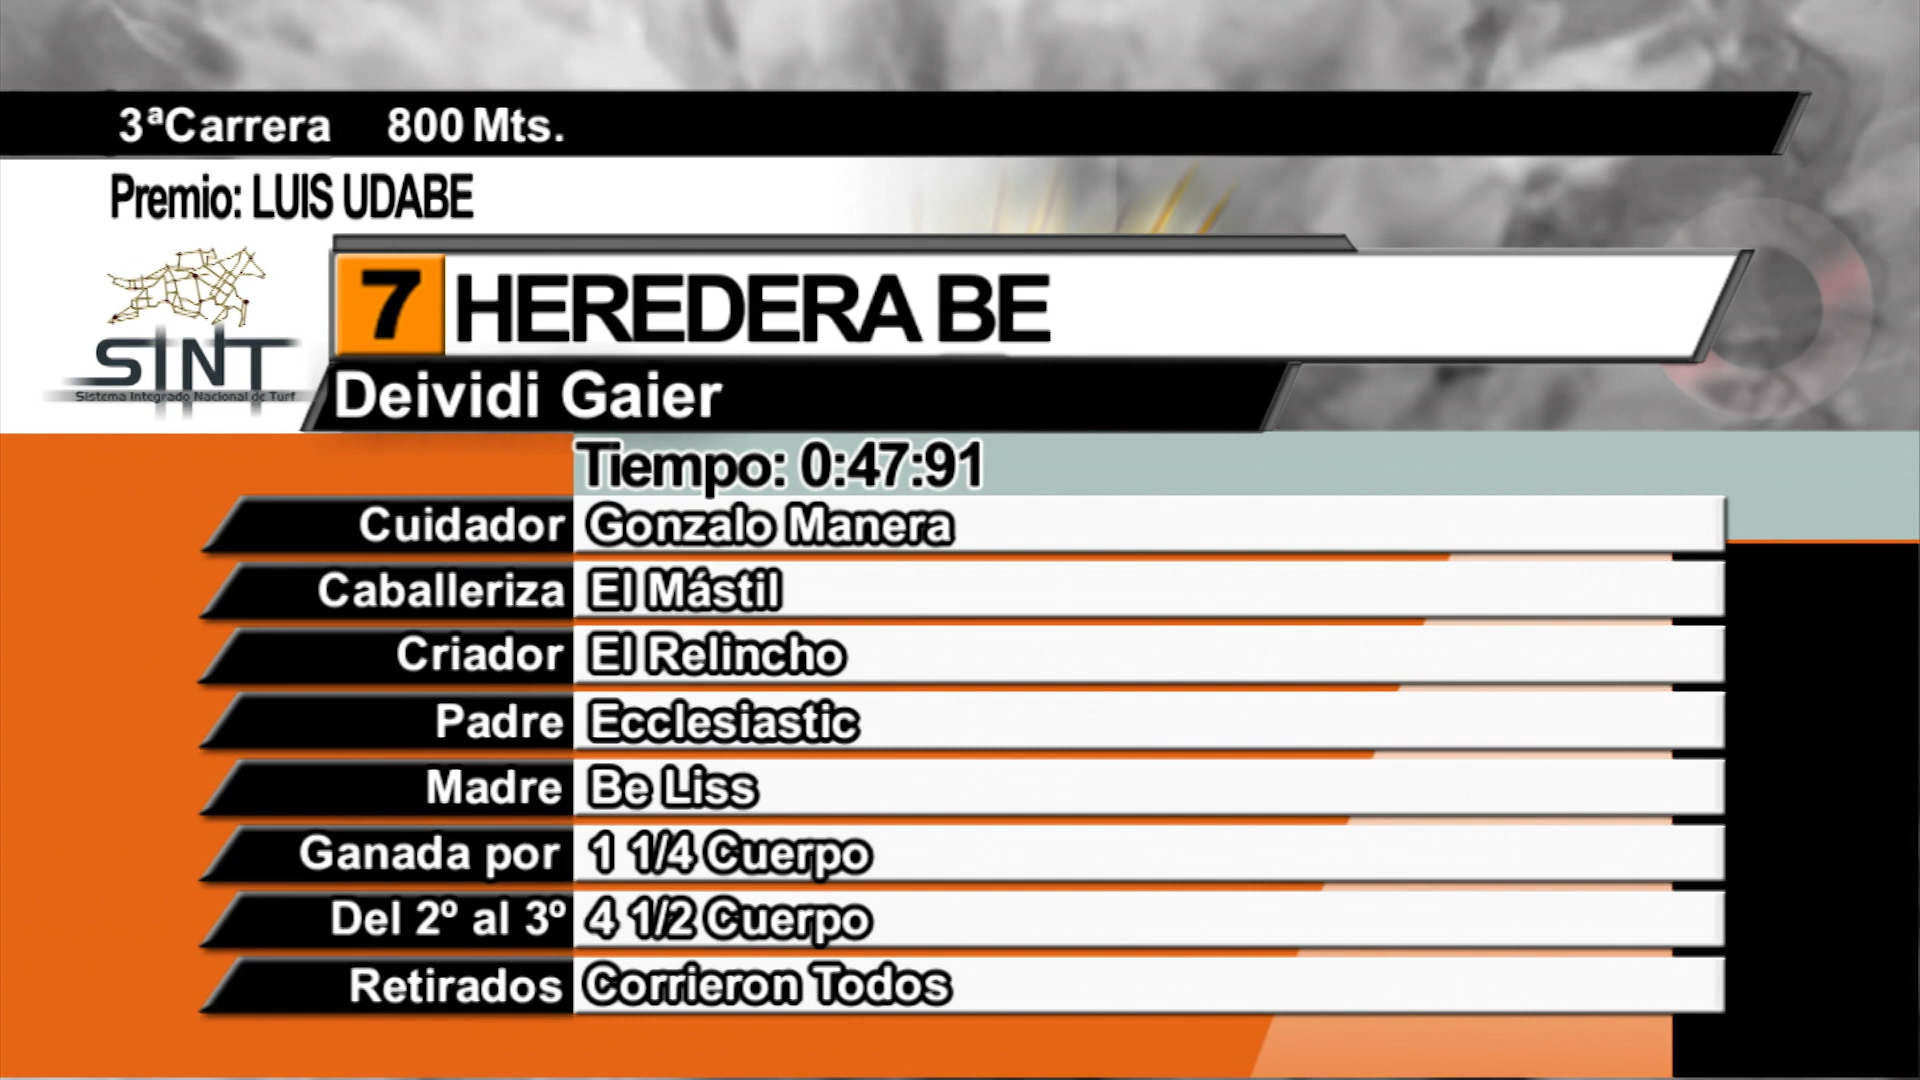 3ªCarrera 800 Mts.
Premio: LUIS UDABE
7 HEREDERA BE
SINT
Sistema Integrado Nacional de Turf
Deividi Gaier
Tiempo: 0:47:91
Cuidador Gonzalo Manera
Caballeriza El Mástil
Criador El Relincho
Padre Ecclesiastic
Madre Be Liss
Ganada por 1 1/4 Cuerpo
Del 2º al 3º 4 1/2 Cuerpo
Retirados Corrieron Todos